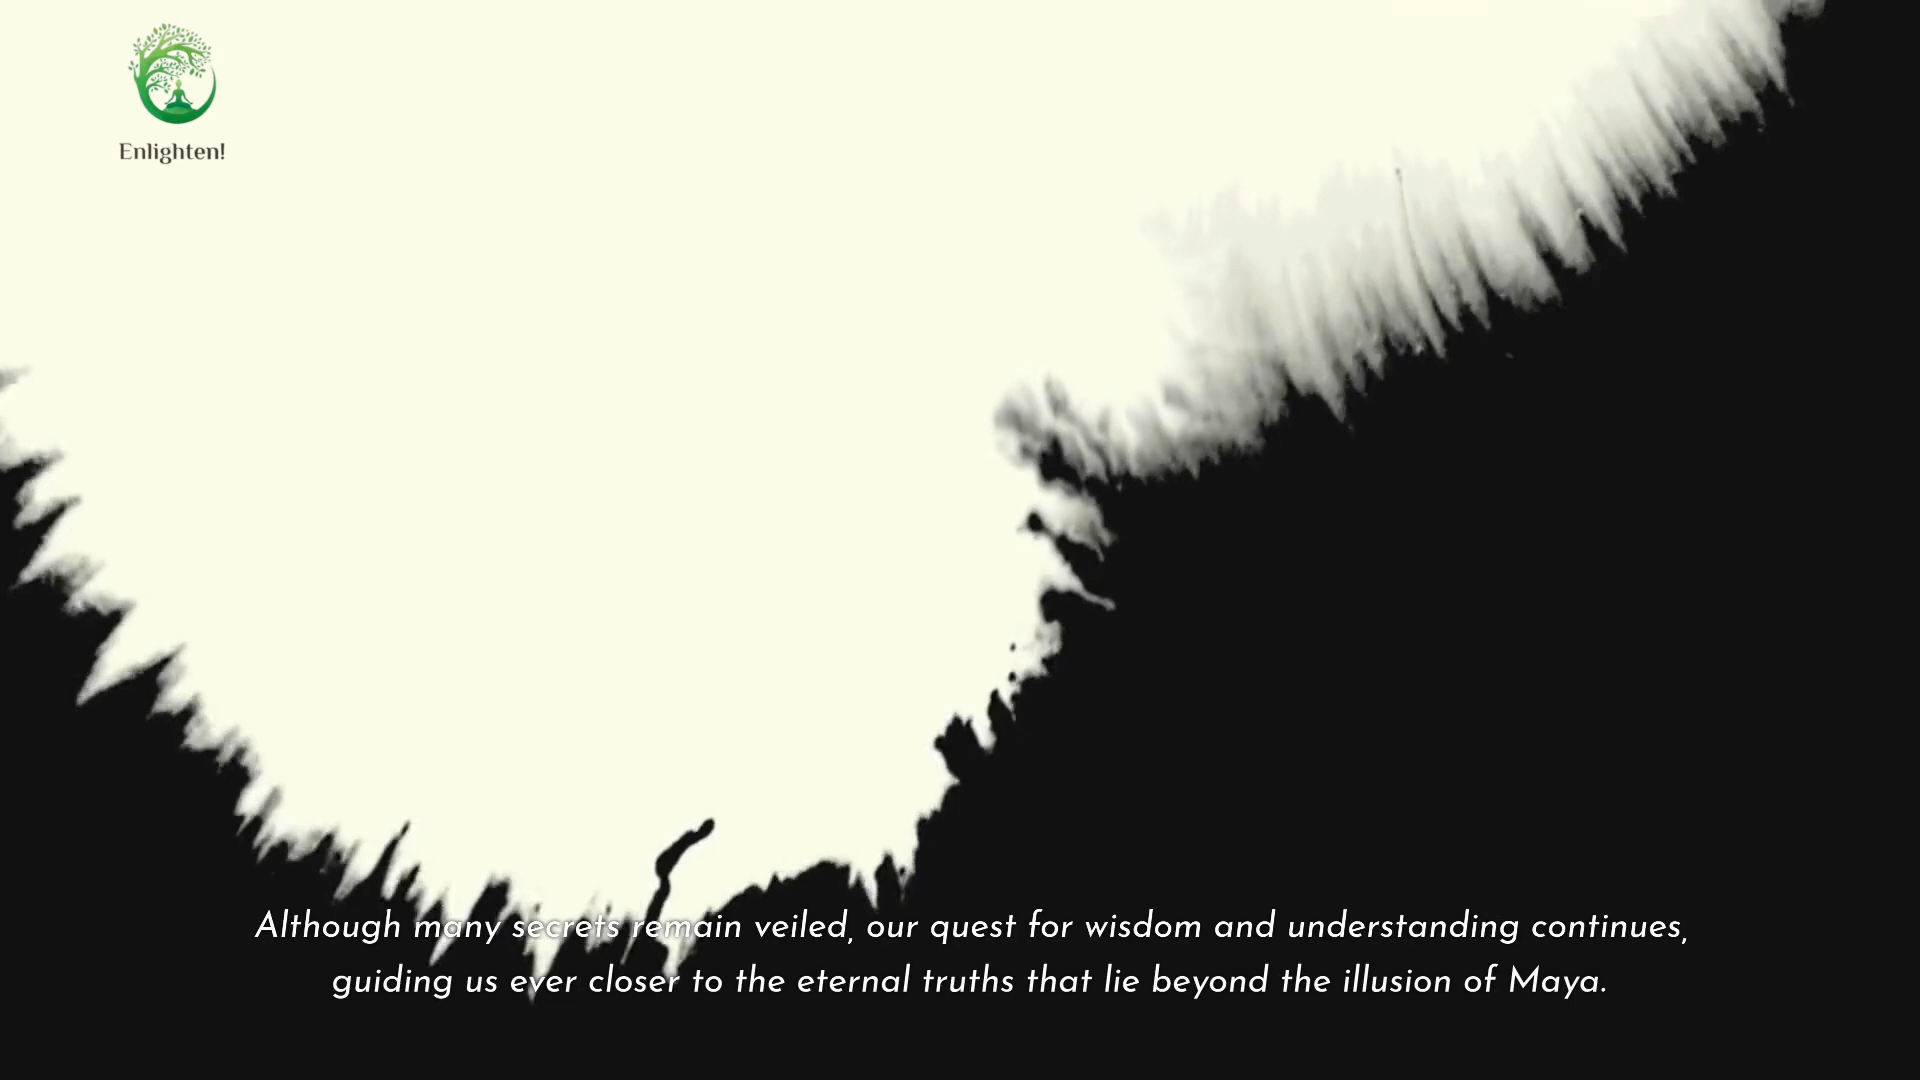 Enlighten!
Although many secrets remain veiled, our quest for wisdom and understanding continues,
guiding us ever closer to the eternal truths that lie beyond the illusion of Maya.